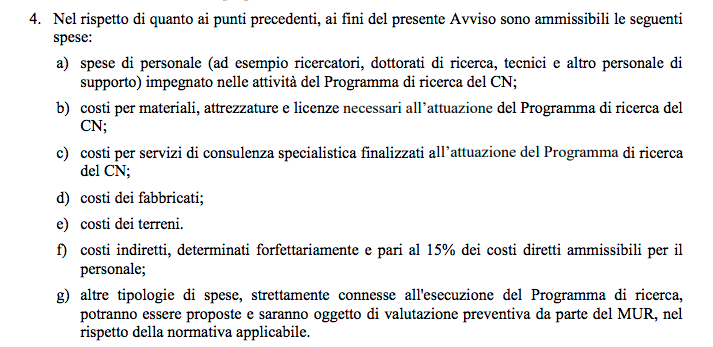 4. Nel rispetto di quanto ai punti precedenti, ai fini del presente Avviso sono ammissibili le seguenti
spese:
a) spese di personale (ad esempio ricercatori, dottorati di ricerca, tecnici e altro personale di
supporto) impegnato nelle attività del Programma di ricerca del CN;
b) costi per materiali, attrezzature e licenze necessari all’attuazione del Programma di ricerca del
CN;
c) costi per servizi di consulenza specialistica finalizzati all’attuazione del Programma di ricerca
del CN;
d) costi dei fabbricati;
e) costi dei terreni.
f) costi indiretti, determinati forfettariamente e pari al 15% dei costi diretti ammissibili per il
personale;
g) altre tipologie di spese, strettamente connesse all'esecuzione del Programma di ricerca,
potranno essere proposte e saranno oggetto di valutazione preventiva da parte del MUR, nel
rispetto della normativa applicabile.